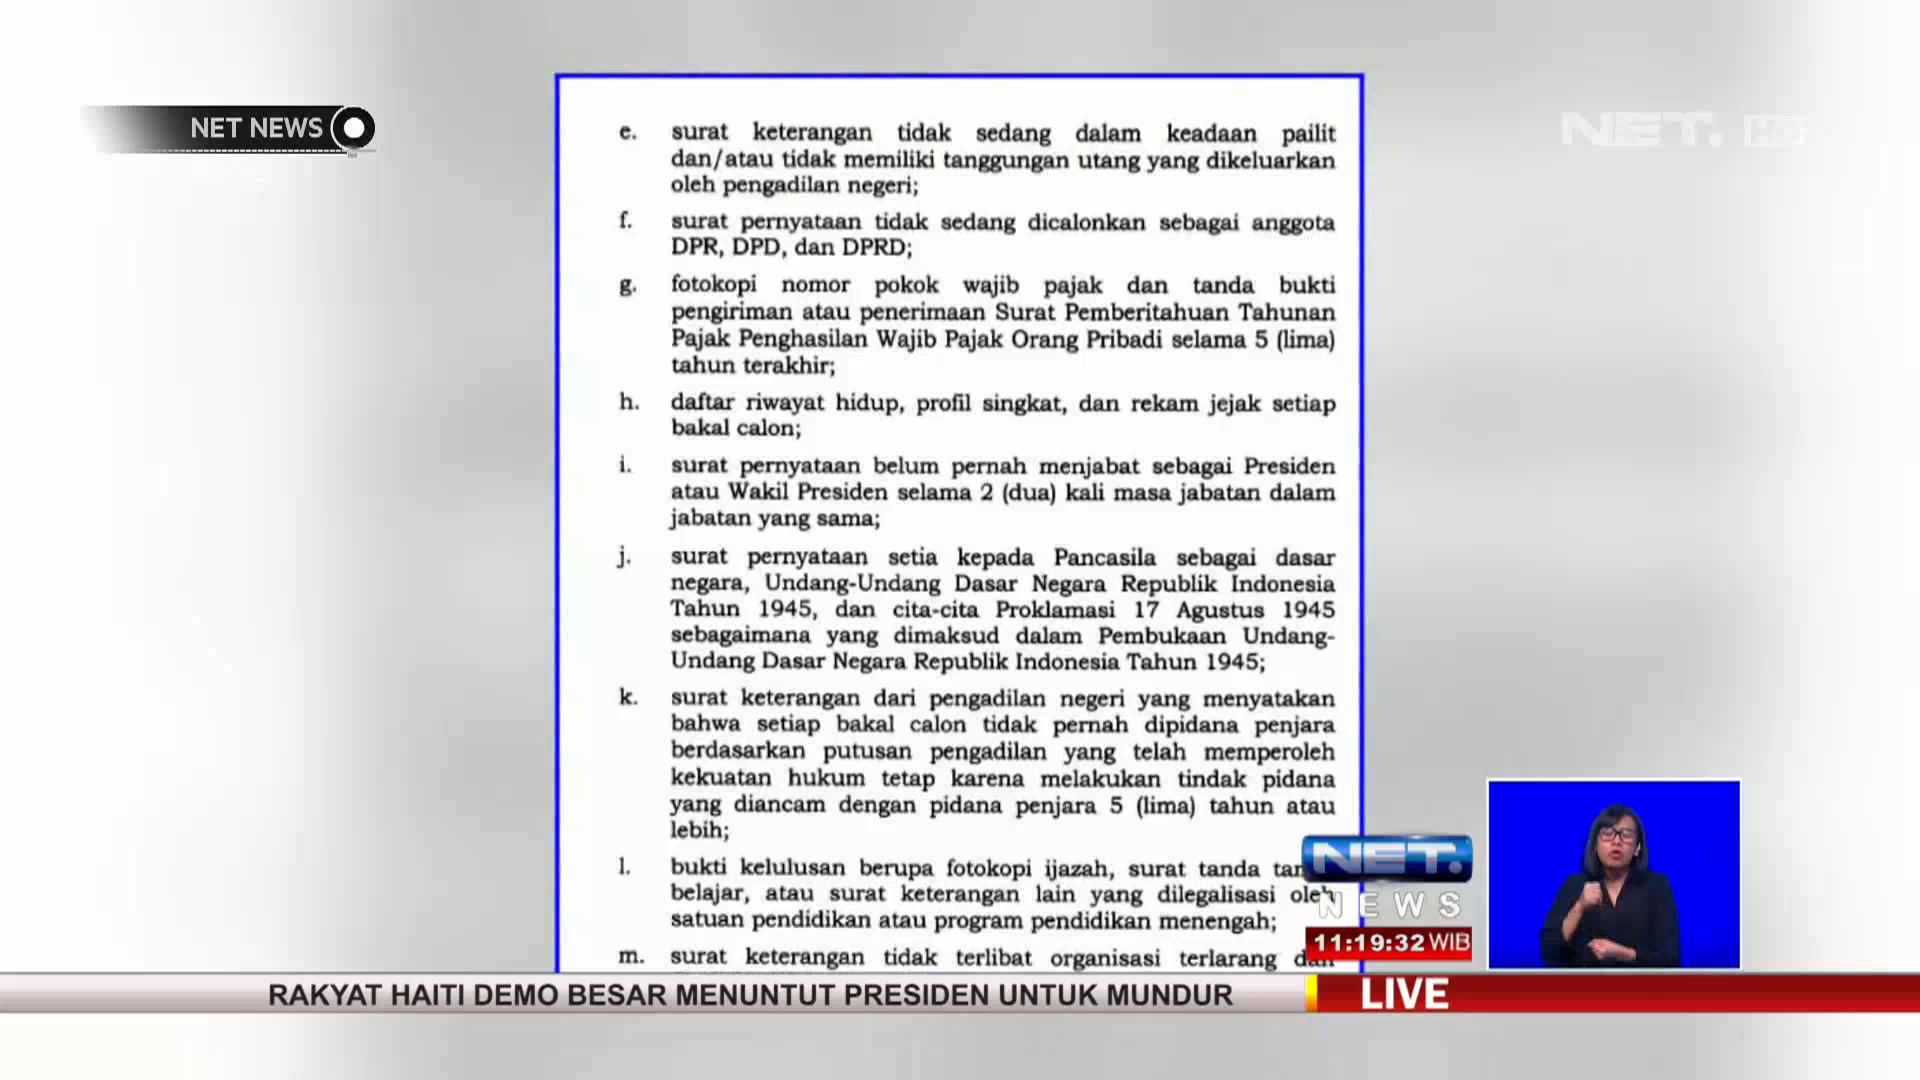 NET NEWS
NET. HD
e. surat keterangan tidak sedang dalam keadaan pailit
dan/atau tidak memiliki tanggungan utang yang dikeluarkan
oleh pengadilan negeri;
f. surat pernyataan tidak sedang dicalonkan sebagai anggota
DPR, DPD, dan DPRD;
g. fotokopi nomor pokok wajib pajak dan tanda bukti
pengiriman atau penerimaan Surat Pemberitahuan Tahunan
Pajak Penghasilan Wajib Pajak Orang Pribadi selama 5 (lima)
tahun terakhir;
h. daftar riwayat hidup, profil singkat, dan rekam jejak setiap
bakal calon;
i. surat pernyataan belum pernah menjabat sebagai Presiden
atau Wakil Presiden selama 2 (dua) kali masa jabatan dalam
jabatan yang sama;
j. surat pernyataan setia kepada Pancasila sebagai dasar
negara, Undang-Undang Dasar Negara Republik Indonesia
Tahun 1945, dan cita-cita Proklamasi 17 Agustus 1945
sebagaimana yang dimaksud dalam Pembukaan Undang-
Undang Dasar Negara Republik Indonesia Tahun 1945;
k. surat keterangan dari pengadilan negeri yang menyatakan
bahwa setiap bakal calon tidak pernah dipidana penjara
berdasarkan putusan pengadilan yang telah memperoleh
kekuatan hukum tetap karena melakukan tindak pidana
yang diancam dengan pidana penjara 5 (lima) tahun atau
lebih;
l. bukti kelulusan berupa fotokopi ijazah, surat tanda
belajar, atau surat keterangan lain yang dilegalisasi oleh
satuan pendidikan atau program pendidikan menengah;
m. surat keterangan tidak terlibat organisasi terlarang dan
NET.
NEWS
11:19:32 WIB
RAKYAT HAITI DEMO BESAR MENUNTUT PRESIDEN UNTUK MUNDUR
LIVE